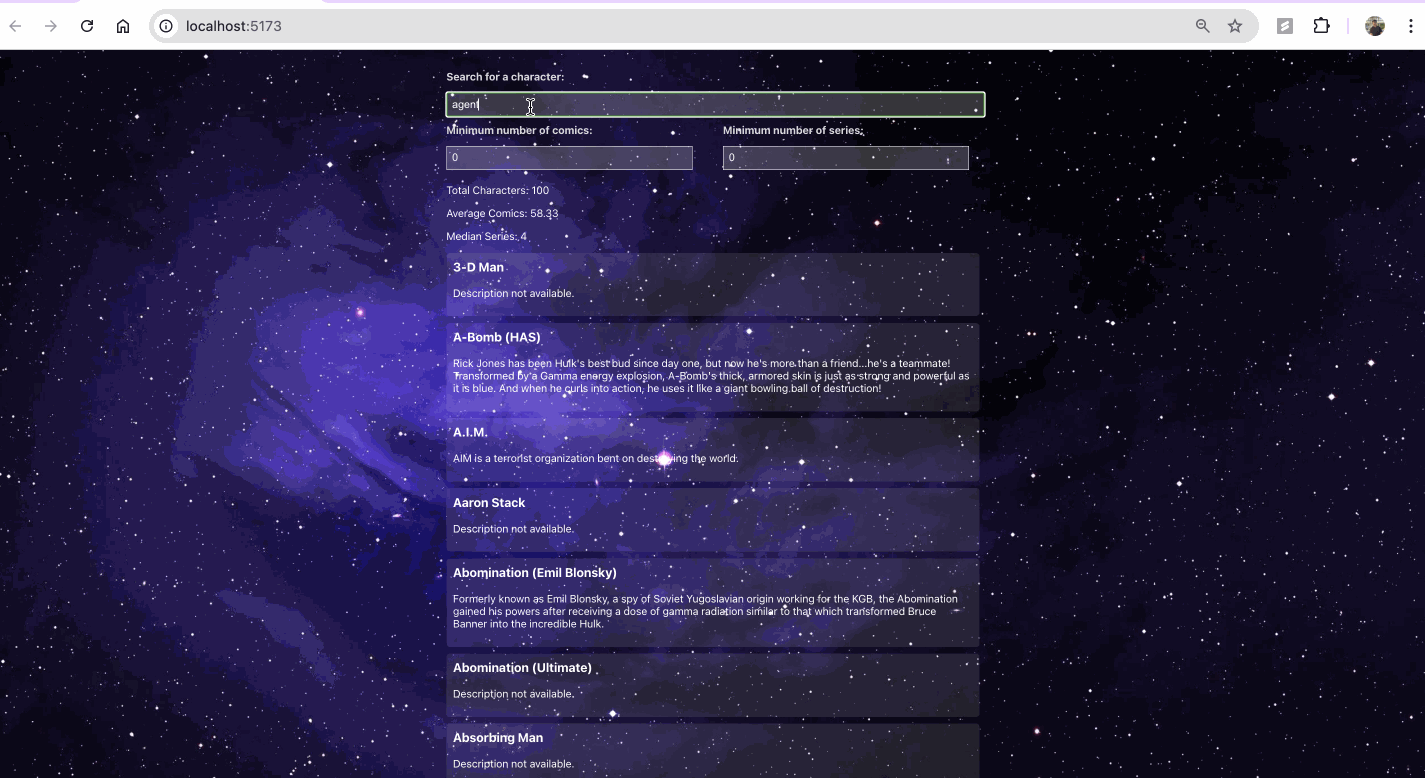 localhost:5173
Search for a character:
agent
Minimum number of comics: Minimum number of series:
0 0
Total Characters: 100
Average Comics: 58.33
Median Series: 4
3-D Man
Description not available.
A-Bomb (HAS)
Rick Jones has been Hulk's best bud since day one, but now he's more than a friend...he's a teammate!
Transformed by a Gamma energy explosion, A-Bomb's thick, armored skin is just as strong and powerful as
it is blue. And when he curls into action, he uses it like a giant bowling ball of destruction!
A.I.M.
AIM is a terrorist organization bent on destroying the world.
Aaron Stack
Description not available.
Abomination (Emil Blonsky)
Formerly known as Emil Blonsky, a spy of Soviet Yugoslavian origin working for the KGB, the Abomination
gained his powers after receiving a dose of gamma radiation similar to that which transformed Bruce
Banner into the incredible Hulk.
Abomination (Ultimate)
Description not available.
Absorbing Man
Description not available.